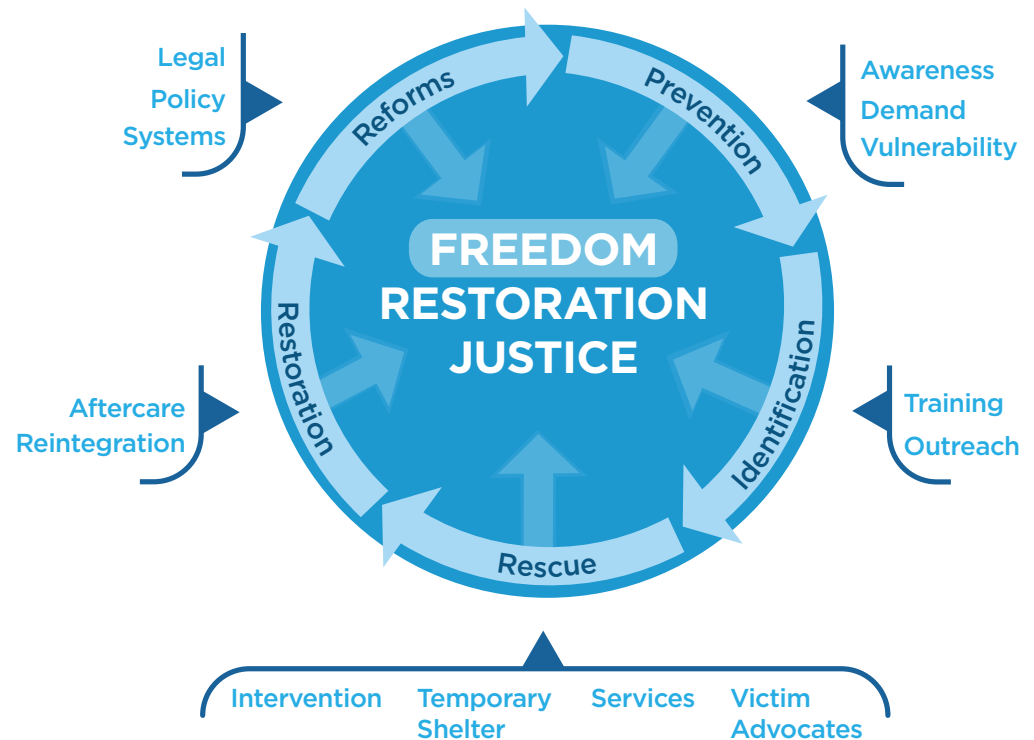 Legal
Policy
Systems
Reforms
Prevention
Awareness
Demand
Vulnerability
FREEDOM
RESTORATION
JUSTICE
Restoration
Identification
Aftercare
Reintegration
Training
Outreach
Rescue
Intervention
Temporary
Shelter
Services
Victim
Advocates